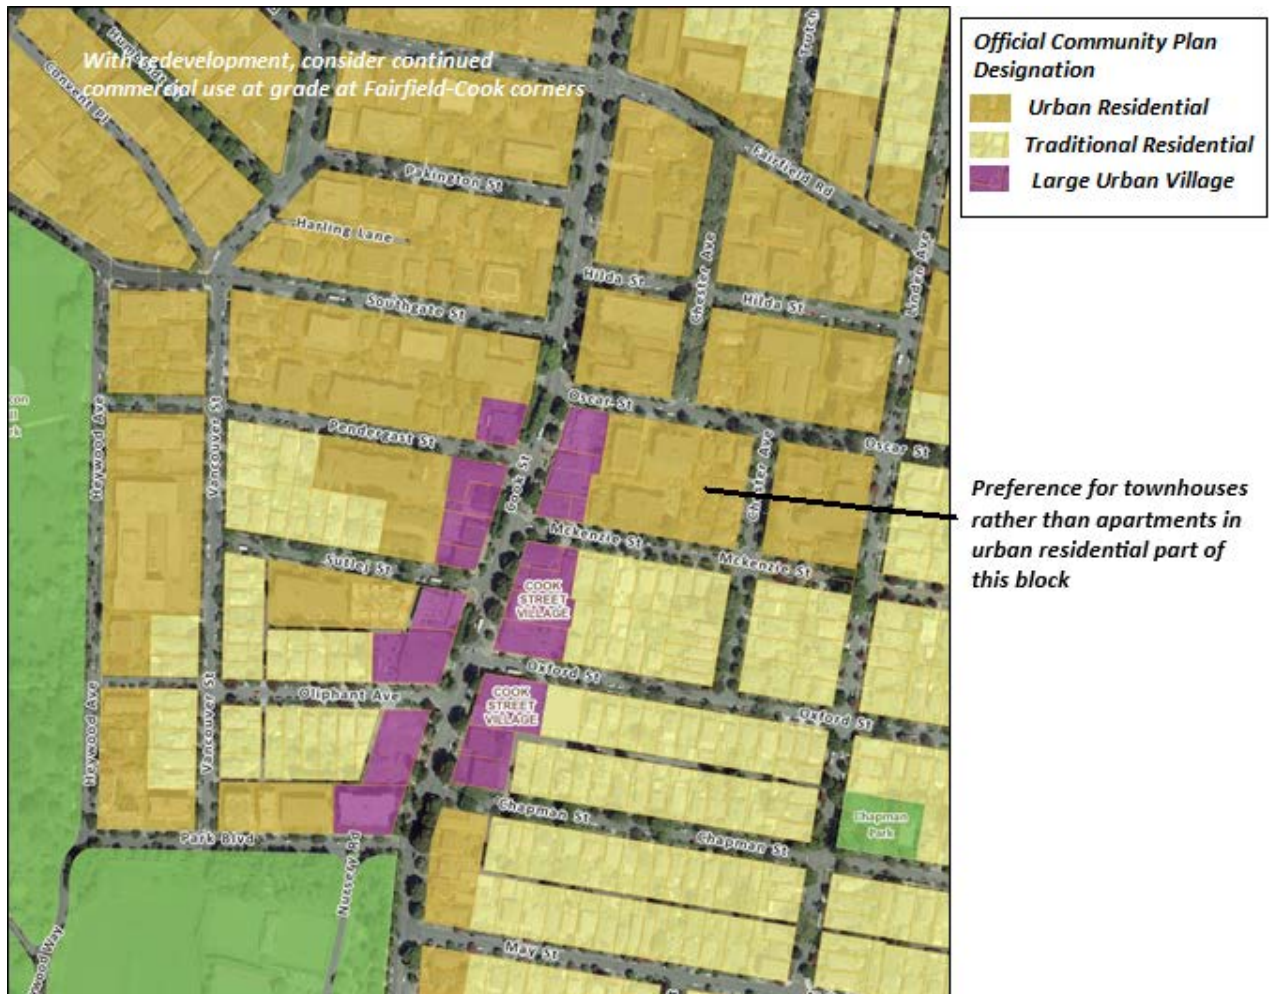 With redevelopment, consider continued
commercial use at grade at Fairfield-Cook corners
Official Community Plan
Designation
Urban Residential
Traditional Residential
Large Urban Village
Preference for townhouses
rather than apartments in
urban residential part of
this block
Convent Pl
Trutch
Fairfield Rd
Pakington St
Harling Lane
Southgate St
Hilda St
Hilda St
Chester Ave
Linden Ave
Heywood Ave
Vancouver St
Pendergast St
Cook St
Oscar St
Oscar St
Chester Ave
Mckenzie St
Mckenzie St
Sutlej St
COOK
STREET
VILLAGE
Oxford St
Oxford St
Oliphant Ave
COOK
STREET
VILLAGE
Heywood Ave
Vancouver St
Chapman St
Chapman St
Chapman
Park
Park Blvd
Nursery Rd
May St